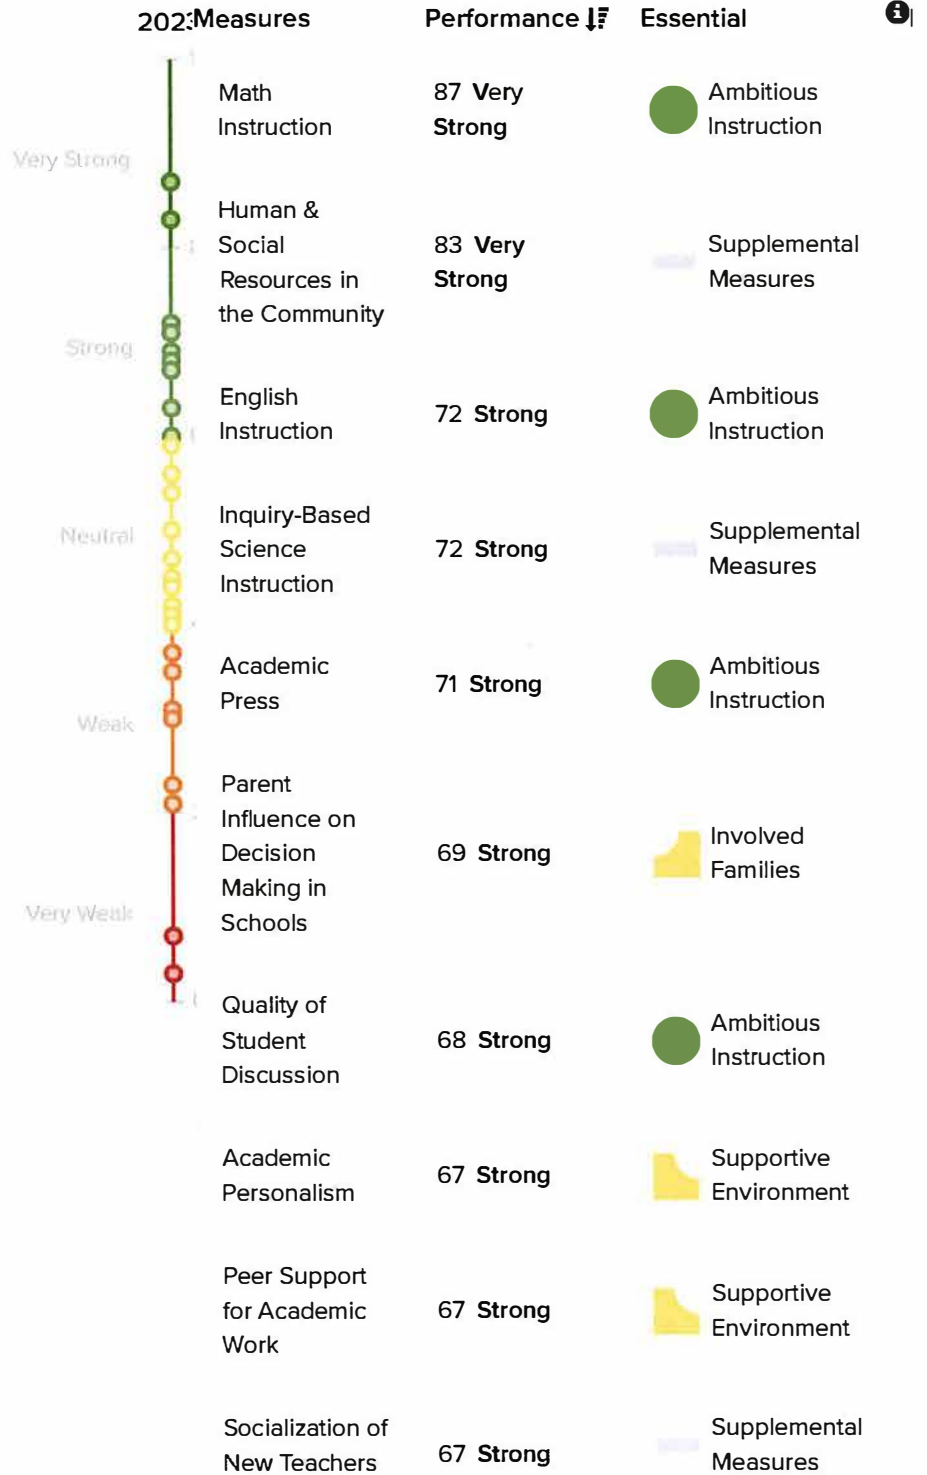 2023 Measures Performance Essential
Very Strong
Strong
Neutral
Weak
Very Weak
Math
Instruction
87 Very
Strong
Ambitious
Instruction
Human &
Social
Resources in
the Community
83 Very
Strong
Supplemental
Measures
English
Instruction
72 Strong
Ambitious
Instruction
Inquiry-Based
Science
Instruction
72 Strong
Supplemental
Measures
Academic
Press
71 Strong
Ambitious
Instruction
Parent
Influence on
Decision
Making in
Schools
69 Strong
Involved
Families
Quality of
Student
Discussion
68 Strong
Ambitious
Instruction
Academic
Personalism
67 Strong
Supportive
Environment
Peer Support
for Academic
Work
67 Strong
Supportive
Environment
Socialization of
New Teachers
67 Strong
Supplemental
Measures